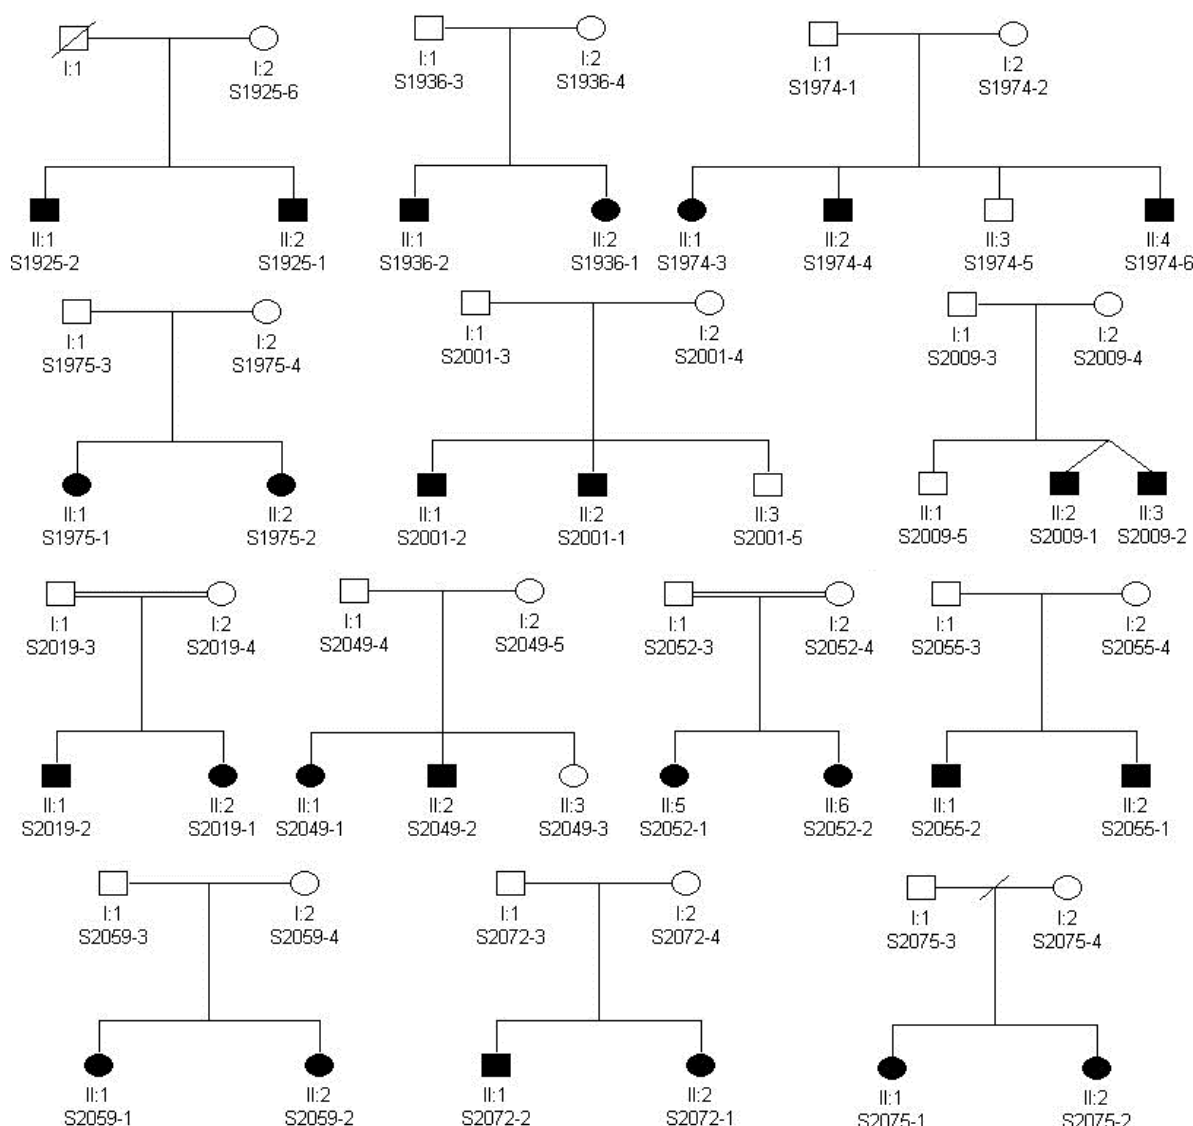 I:1 I:2
S1925-6
I:1 I:2
S1936-3 S1936-4
I:1 I:2
S1974-1 S1974-2
II:1 II:2
S1925-2 S1925-1
II:1 II:2
S1936-2 S1936-1
II:1 II:2 II:3 II:4
S1974-3 S1974-4 S1974-5 S1974-6
I:1 I:2
S1975-3 S1975-4
I:1 I:2
S2001-3 S2001-4
I:1 I:2
S2009-3 S2009-4
II:1 II:2
S1975-1 S1975-2
II:1 II:2 II:3
S2001-2 S2001-1 S2001-5
II:1 II:2 II:3
S2009-5 S2009-1 S2009-2
I:1 I:2
S2019-3 S2019-4
I:1 I:2
S2049-4 S2049-5
I:1 I:2
S2052-3 S2052-4
I:1 I:2
S2055-3 S2055-4
II:1 II:2
S2019-2 S2019-1
II:1 II:2 II:3
S2049-1 S2049-2 S2049-3
II:5 II:6
S2052-1 S2052-2
II:1 II:2
S2055-2 S2055-1
I:1 I:2
S2059-3 S2059-4
I:1 I:2
S2072-3 S2072-4
I:1 I:2
S2075-3 S2075-4
II:1 II:2
S2059-1 S2059-2
II:1 II:2
S2072-2 S2072-1
II:1 II:2
S2075-1 S2075-2